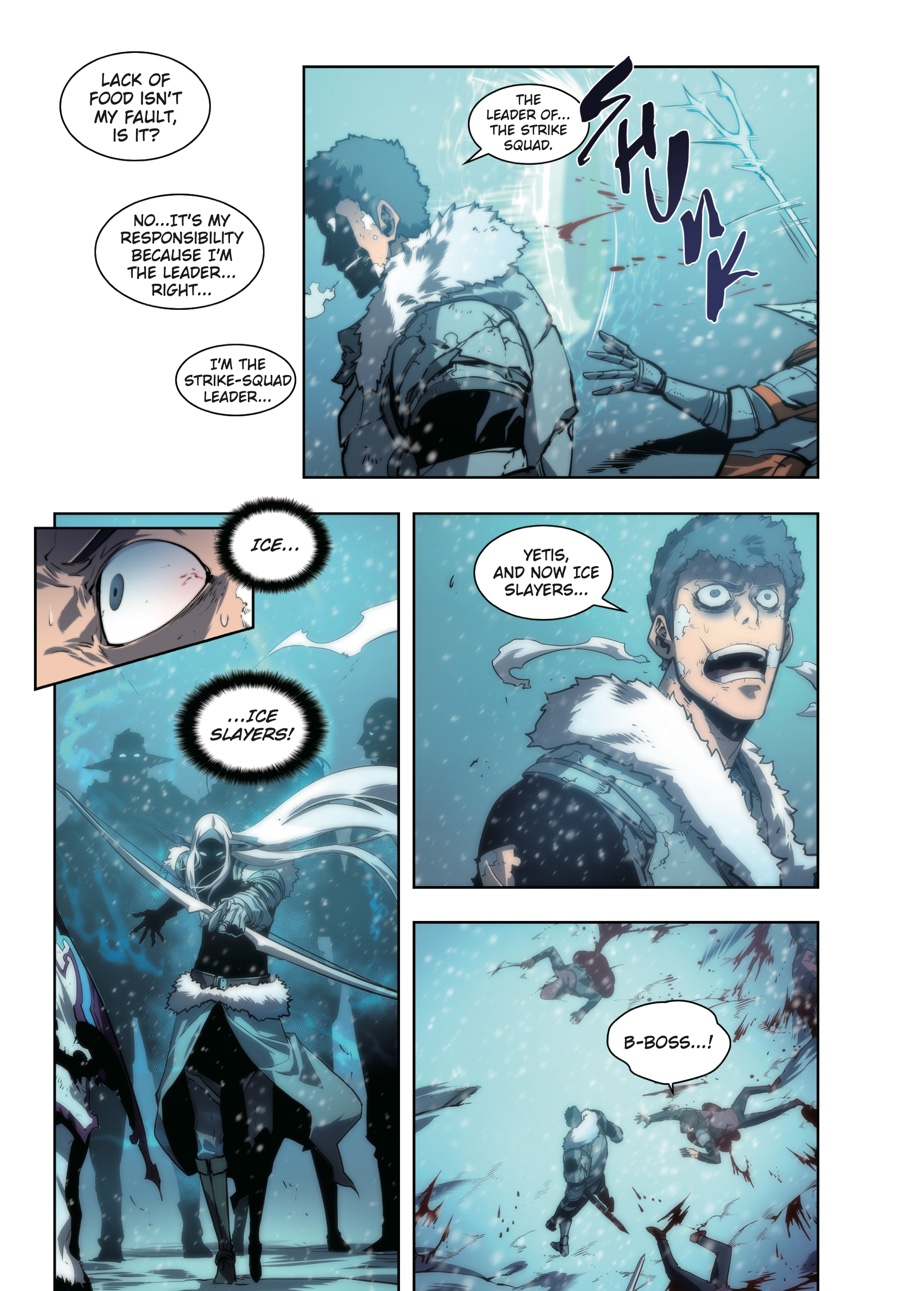 LACK OF
FOOD ISN'T
MY FAULT,
IS IT?
NO...IT'S MY
RESPONSIBILITY
BECAUSE I'M
THE LEADER...
RIGHT...
I'M THE
STRIKE-SQUAD
LEADER...
THE
LEADER OF...
THE STRIKE
SQUAD.
SHUNK
ICE...
...ICE
SLAYERS!
YETIS,
AND NOW ICE
SLAYERS...
B-BOSS...!